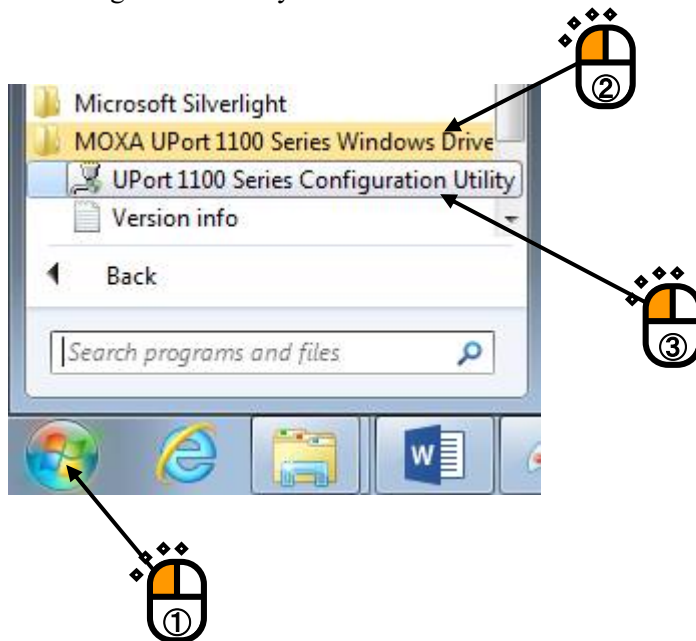 ②
Microsoft Silverlight
MOXA UPort 1100 Series Windows Drive
UPort 1100 Series Configuration Utility
Version info
Back
③
Search programs and files
W
①